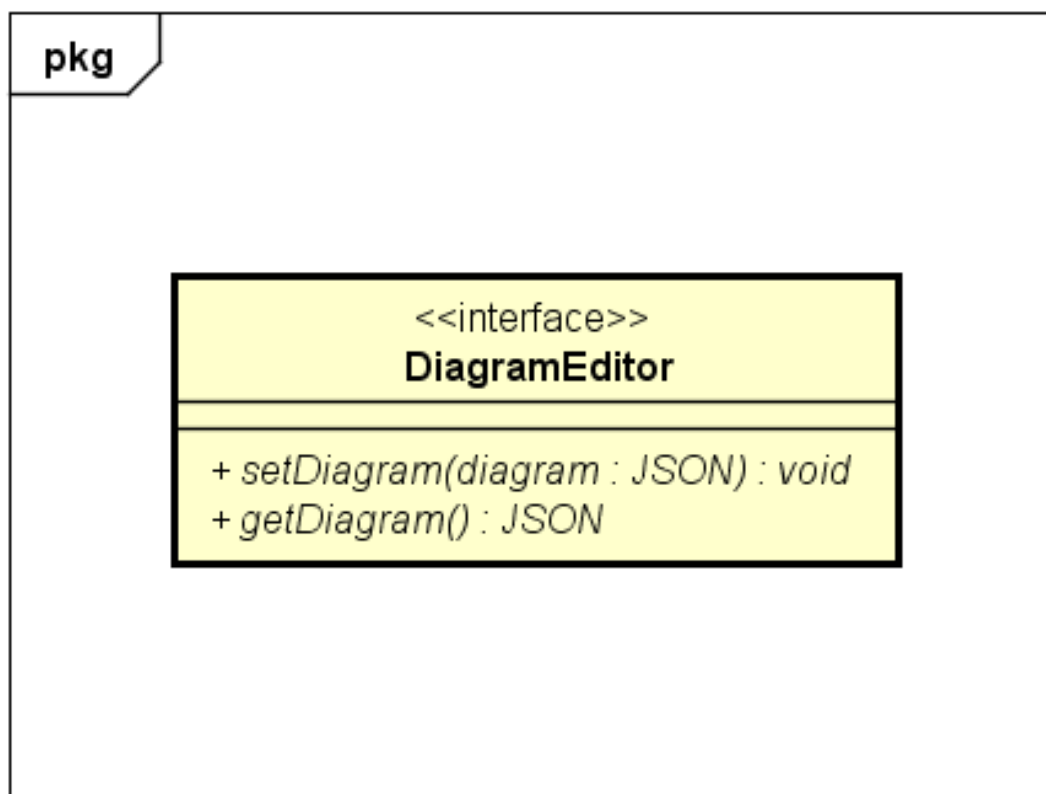 pkg
<<interface>>
DiagramEditor
+ setDiagram(diagram : JSON) : void
+ getDiagram() : JSON